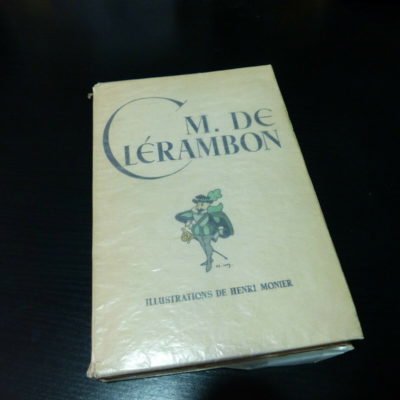 M. DE
CLÉRAMBON
ILLUSTRATIONS DE HENRI MONIER